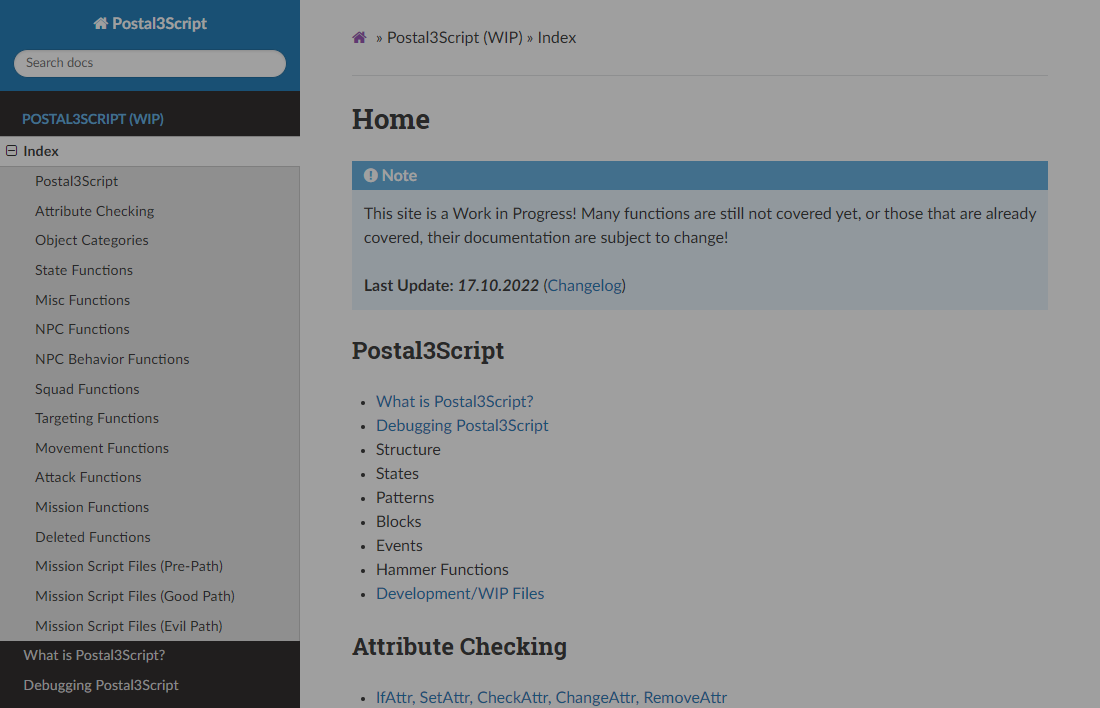 Postal3Script
Search docs
POSTAL3SCRIPT (WIP)
Index
Postal3Script
Attribute Checking
Object Categories
State Functions
Misc Functions
NPC Functions
NPC Behavior Functions
Squad Functions
Targeting Functions
Movement Functions
Attack Functions
Mission Functions
Deleted Functions
Mission Script Files (Pre-Path)
Mission Script Files (Good Path)
Mission Script Files (Evil Path)
What is Postal3Script?
Debugging Postal3Script
» Postal3Script (WIP) » Index
Home
Note
This site is a Work in Progress! Many functions are still not covered yet, or those that are already
covered, their documentation are subject to change!
Last Update: 17.10.2022 (Changelog)
Postal3Script
• What is Postal3Script?
• Debugging Postal3Script
• Structure
• States
• Patterns
• Blocks
• Events
• Hammer Functions
• Development/WIP Files
Attribute Checking
• IfAttr, SetAttr, CheckAttr, ChangeAttr, RemoveAttr